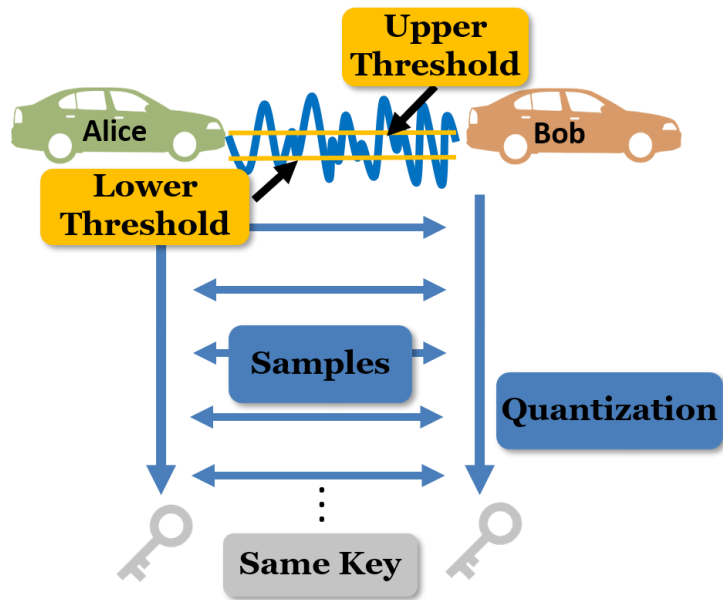 Upper
Threshold
Alice
Bob
Lower
Threshold
Samples
Quantization
Same Key